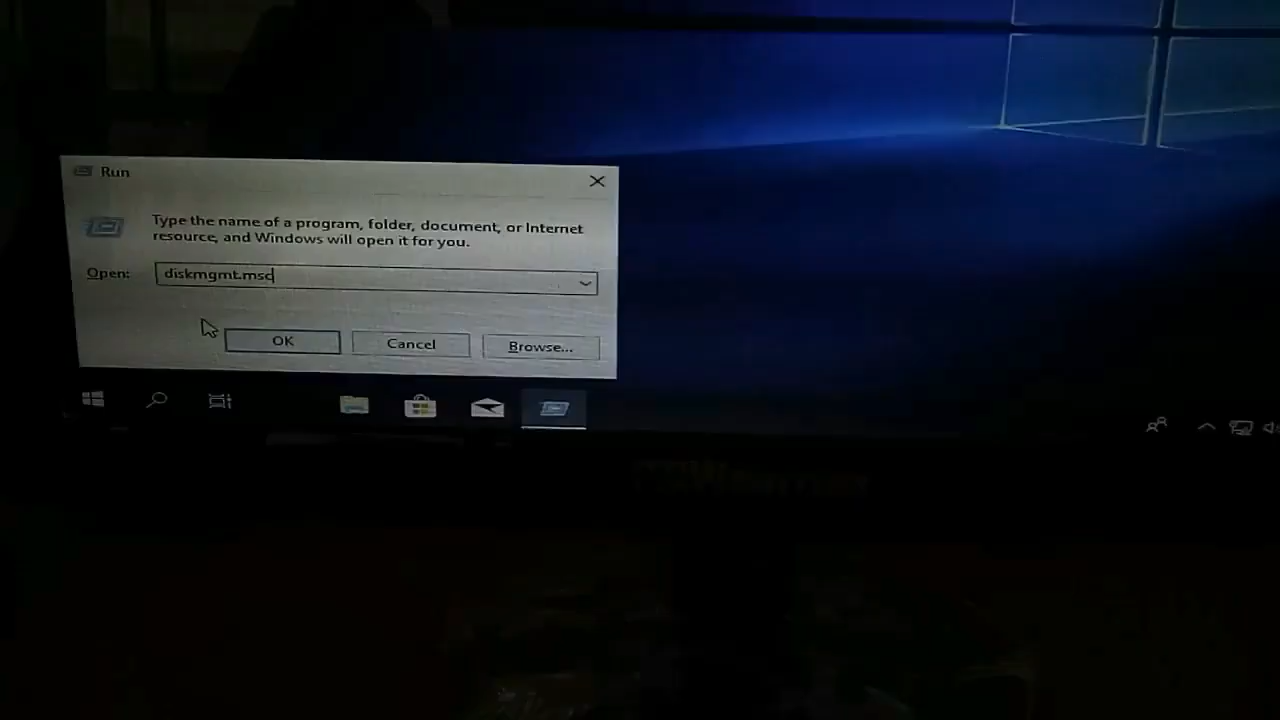 Run
Type the name of a program, folder, document, or Internet
resource, and Windows will open it for you.
Open:
diskmgmt.msc
OK
Cancel
Browse...